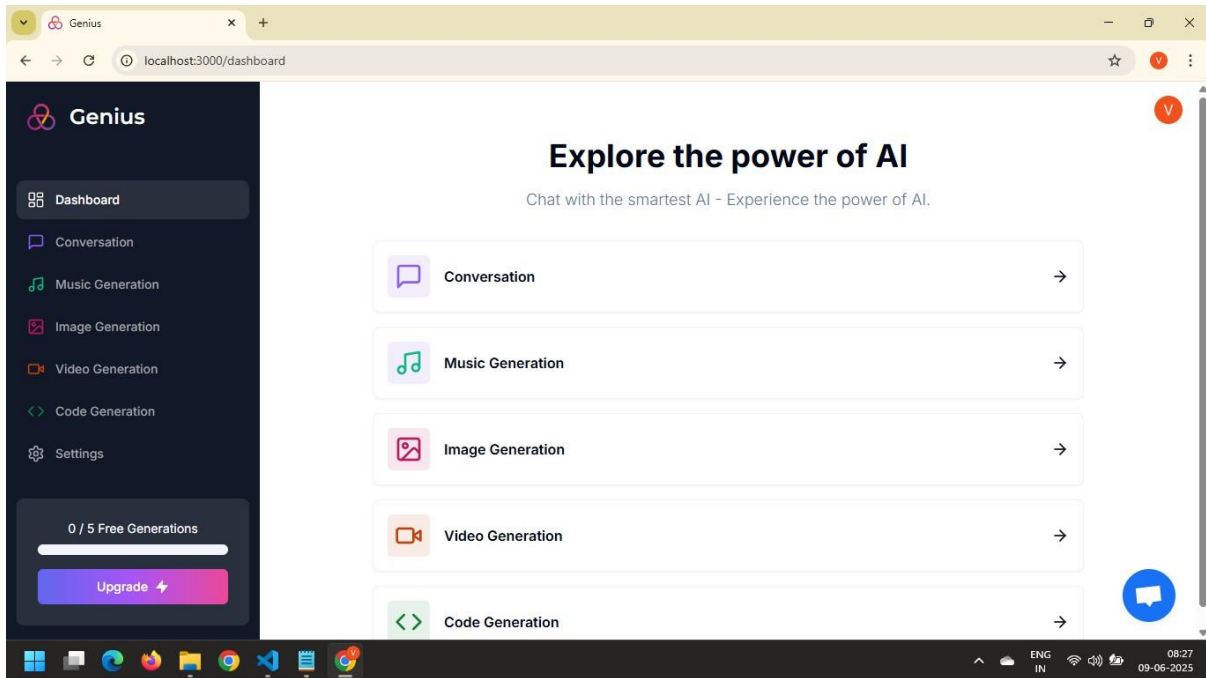 Genius
localhost:3000/dashboard
V
Genius
V
Explore the power of AI
Chat with the smartest AI - Experience the power of AI.
Dashboard
Conversation
Music Generation
Image Generation
Video Generation
Code Generation
Settings
0 / 5 Free Generations
Upgrade
Conversation
Music Generation
Image Generation
Video Generation
Code Generation
V
ENG
IN
08:27
09-06-2025